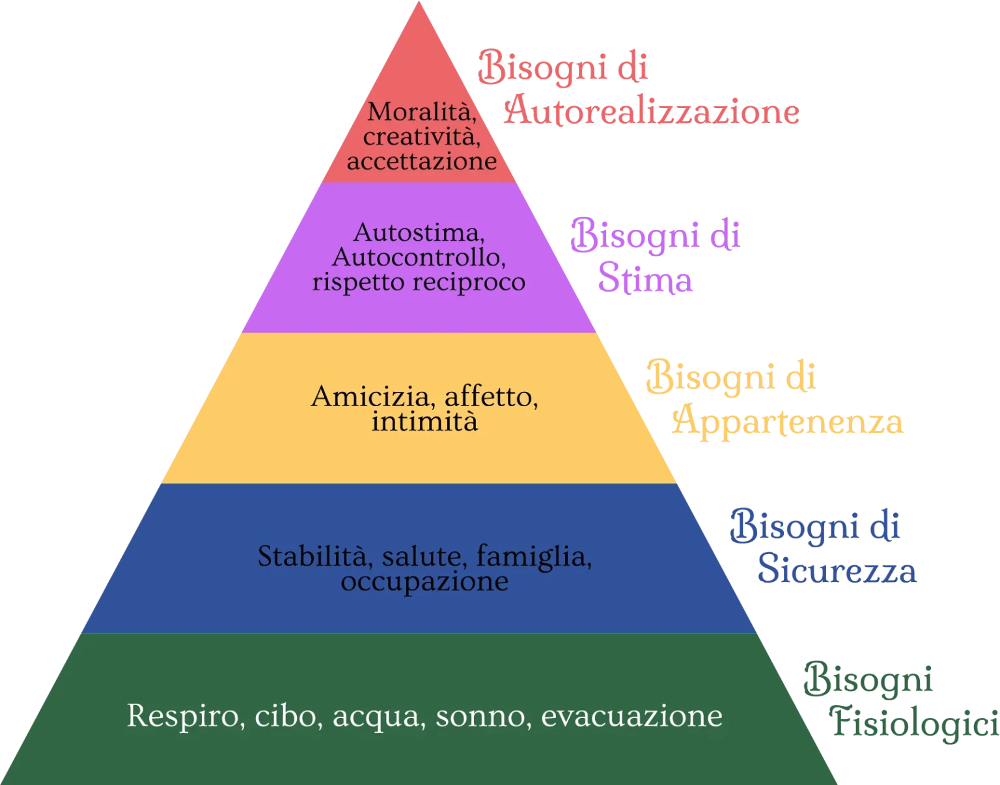 Bisogni di
Autorealizzazione
Moralità,
creatività,
accettazione
Bisogni di
Stima
Autostima,
Autocontrollo,
rispetto reciproco
Bisogni di
Appartenenza
Amicizia, affetto,
intimità
Bisogni di
Sicurezza
Stabilità, salute, famiglia,
occupazione
Bisogni
Fisiologici
Respiro, cibo, acqua, sonno, evacuazione